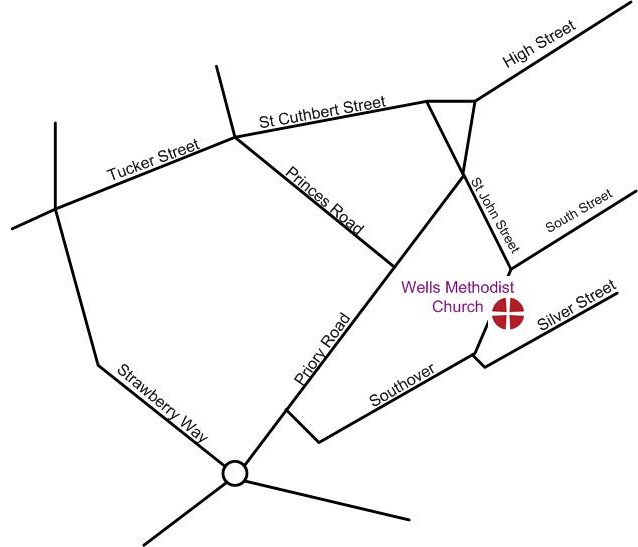 High Street
St Cuthbert Street
Tucker Street
Princes Road
St John Street
South Street
Wells Methodist
Church
Silver Street
Priory Road
Southover
Strawberry Way